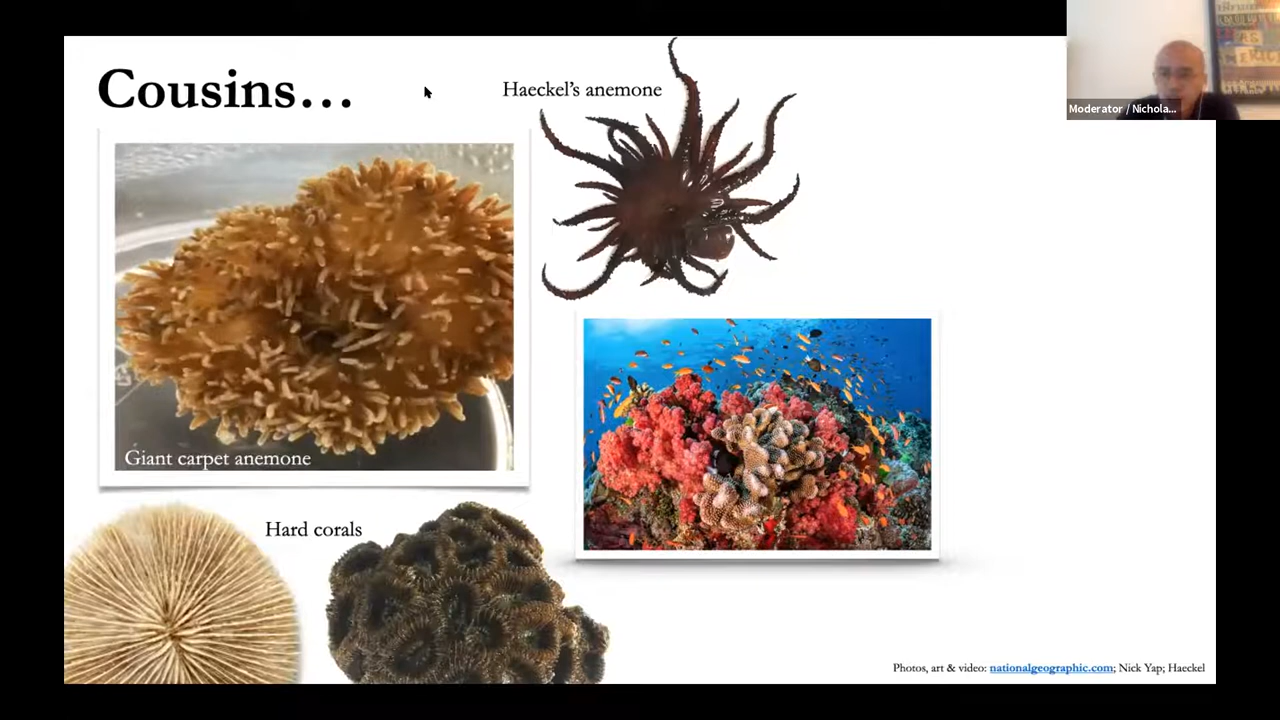 Cousins...
Haeckel's anemone
Moderator / Nichola...
Giant carpet anemone
Hard corals
Photos, art & video: nationalgeographic.com; Nick Yap; Haeckel